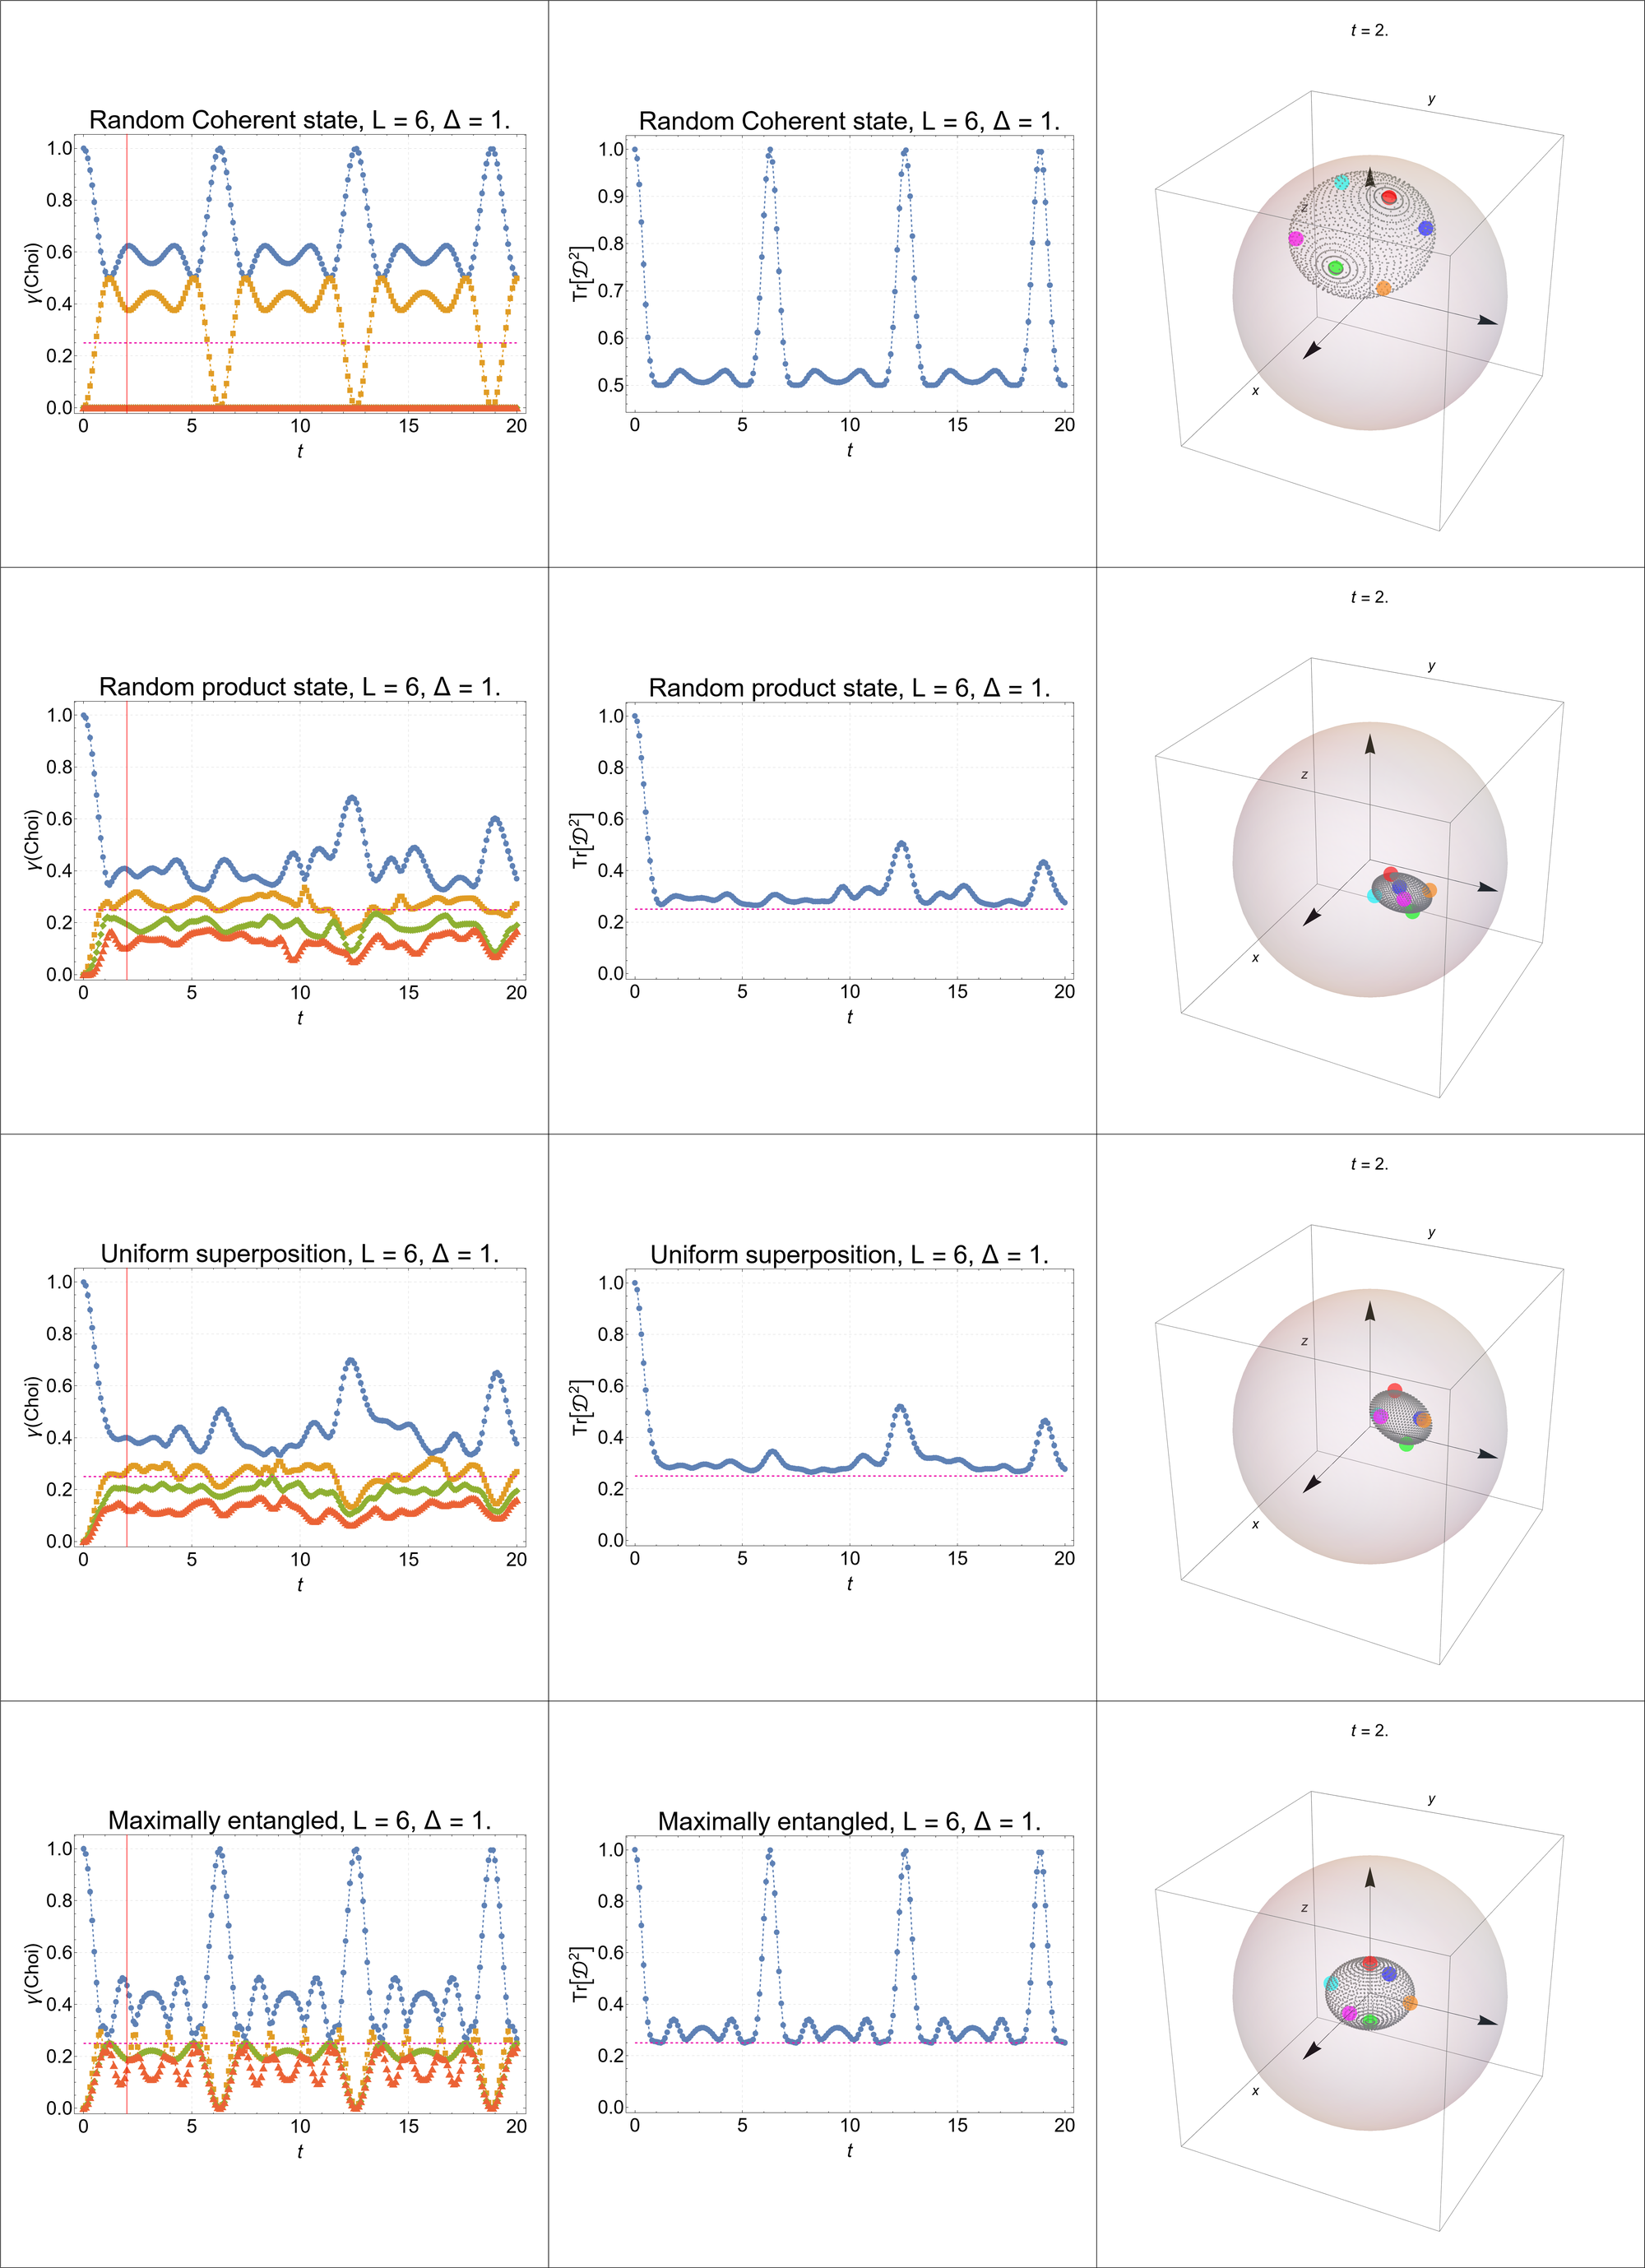 t = 2.
Random Coherent state, L = 6, Δ = 1.
γ(Choi)
1.0
0.8
0.6
0.4
0.2
0.0
0 5 10 15 20
t
Random Coherent state, L = 6, Δ = 1.
Tr[𝒟²]
1.0
0.9
0.8
0.7
0.6
0.5
0 5 10 15 20
t
y
z
x
t = 2.
Random product state, L = 6, Δ = 1.
γ(Choi)
1.0
0.8
0.6
0.4
0.2
0.0
0 5 10 15 20
t
Random product state, L = 6, Δ = 1.
Tr[𝒟²]
1.0
0.8
0.6
0.4
0.2
0.0
0 5 10 15 20
t
y
z
x
t = 2.
Uniform superposition, L = 6, Δ = 1.
γ(Choi)
1.0
0.8
0.6
0.4
0.2
0.0
0 5 10 15 20
t
Uniform superposition, L = 6, Δ = 1.
Tr[𝒟²]
1.0
0.8
0.6
0.4
0.2
0.0
0 5 10 15 20
t
y
z
x
t = 2.
Maximally entangled, L = 6, Δ = 1.
γ(Choi)
1.0
0.8
0.6
0.4
0.2
0.0
0 5 10 15 20
t
Maximally entangled, L = 6, Δ = 1.
Tr[𝒟²]
1.0
0.8
0.6
0.4
0.2
0.0
0 5 10 15 20
t
y
z
x